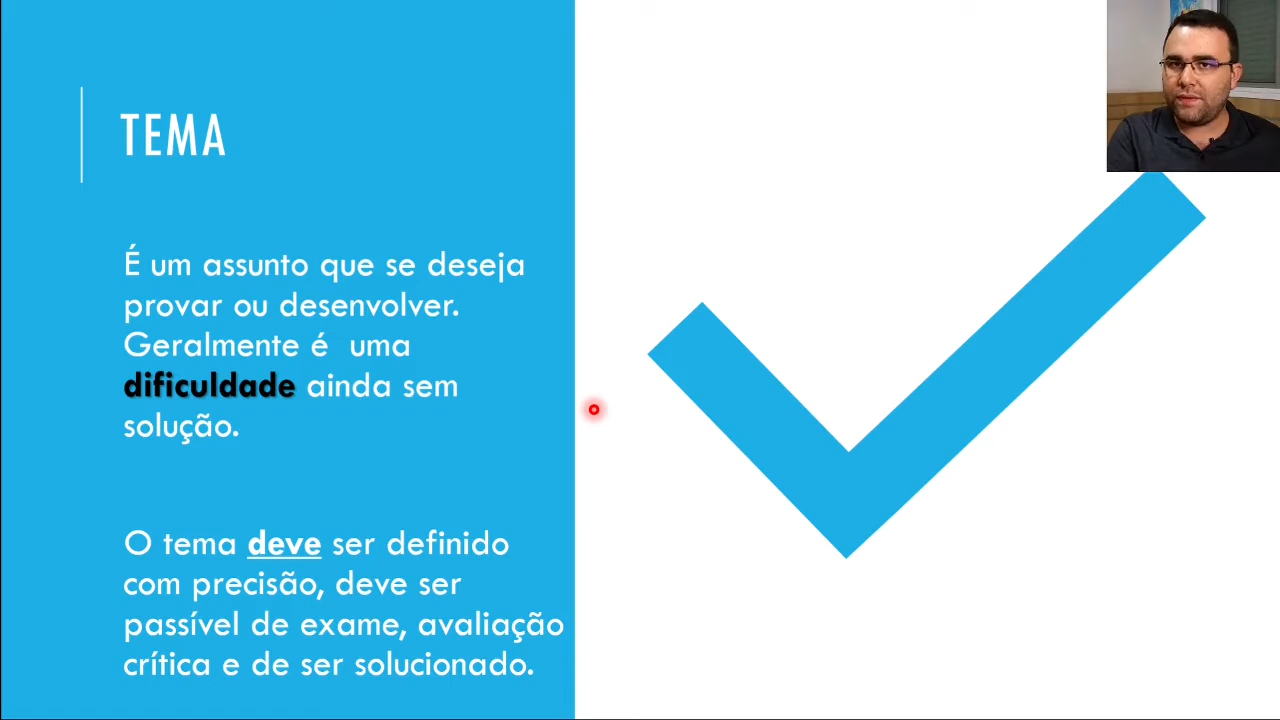 TEMA
É um assunto que se deseja
provar ou desenvolver.
Geralmente é uma
dificuldade ainda sem
solução.
O tema deve ser definido
com precisão, deve ser
passível de exame, avaliação
crítica e de ser solucionado.